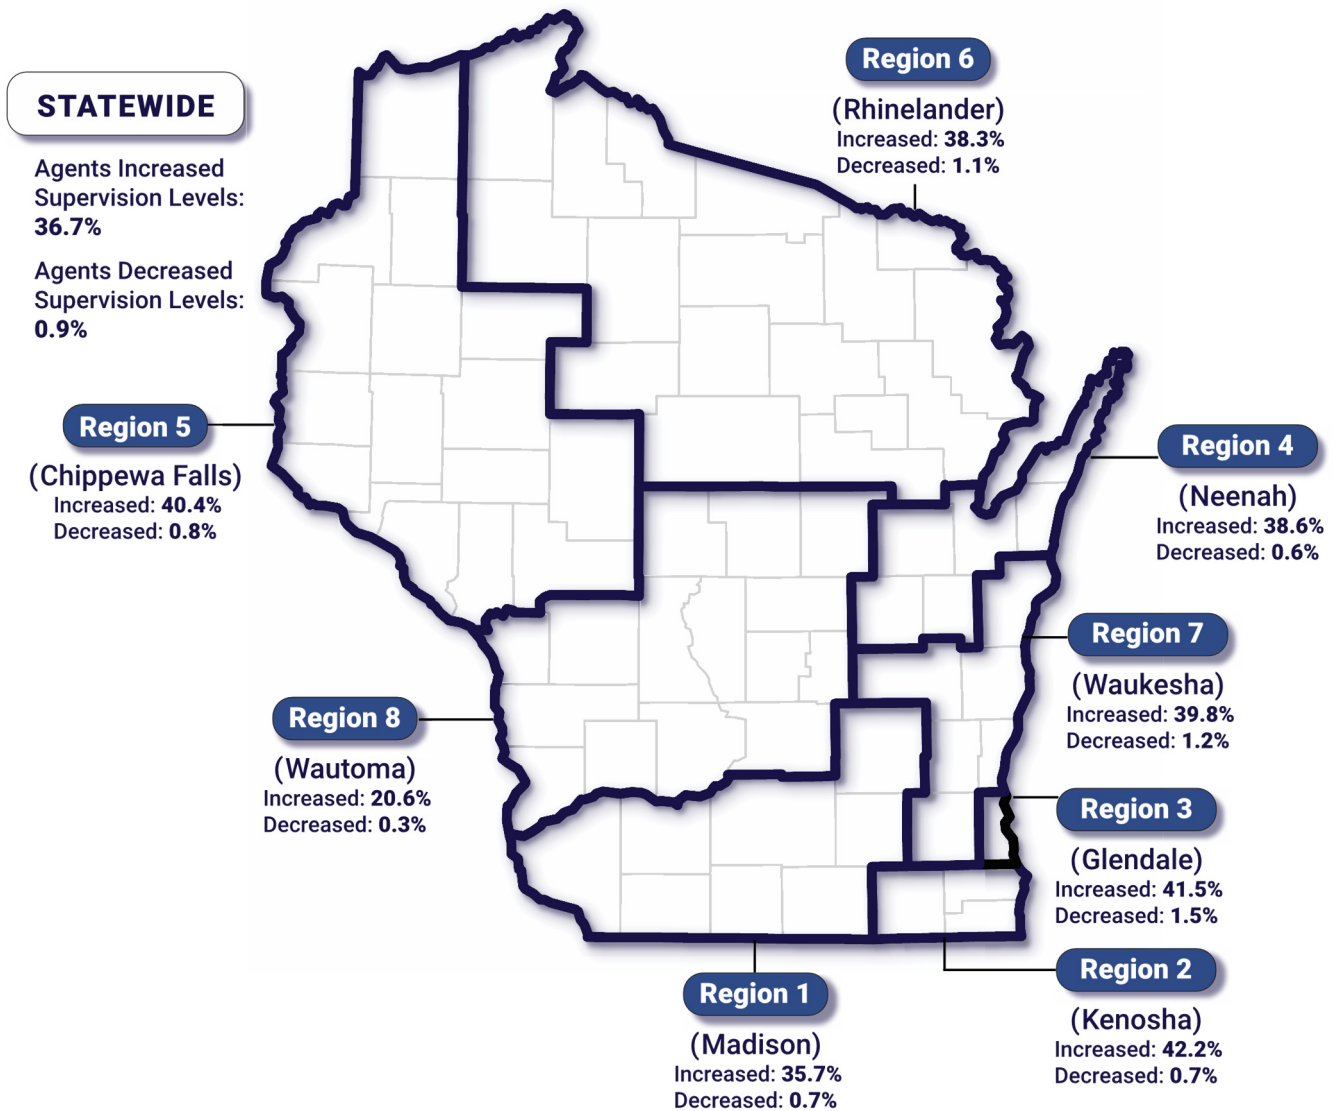 STATEWIDE
Agents Increased
Supervision Levels:
36.7%
Agents Decreased
Supervision Levels:
0.9%
Region 6
(Rhinelander)
Increased: 38.3%
Decreased: 1.1%
Region 5
(Chippewa Falls)
Increased: 40.4%
Decreased: 0.8%
Region 4
(Neenah)
Increased: 38.6%
Decreased: 0.6%
Region 7
(Waukesha)
Increased: 39.8%
Decreased: 1.2%
Region 8
(Wautoma)
Increased: 20.6%
Decreased: 0.3%
Region 3
(Glendale)
Increased: 41.5%
Decreased: 1.5%
Region 2
(Kenosha)
Increased: 42.2%
Decreased: 0.7%
Region 1
(Madison)
Increased: 35.7%
Decreased: 0.7%